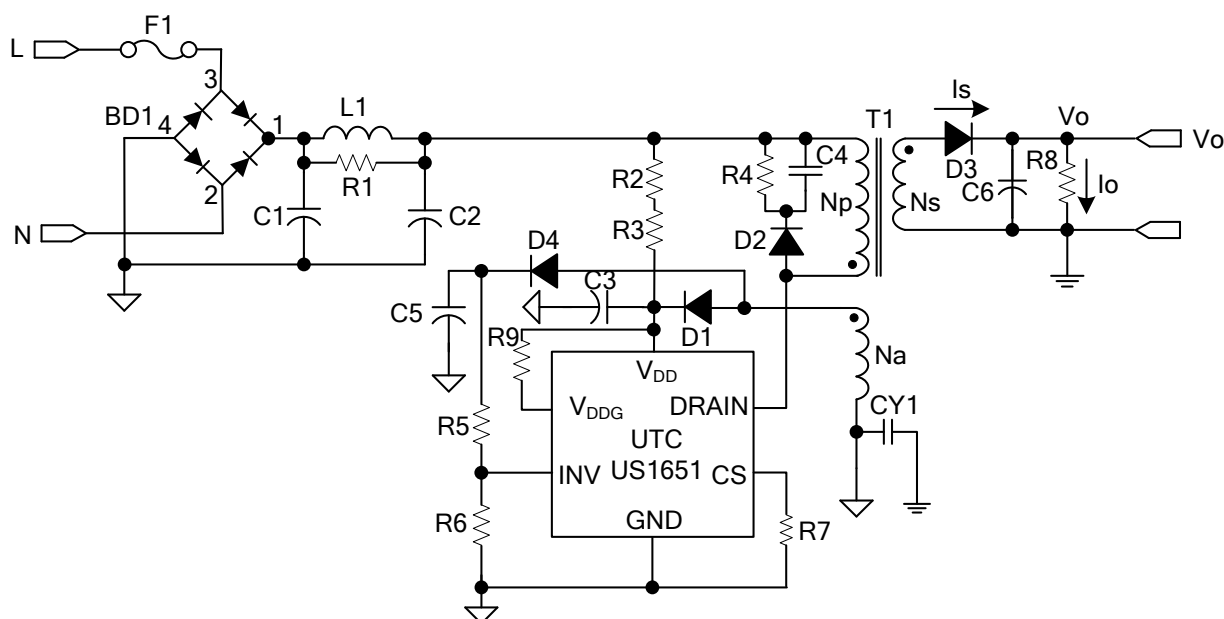 F1
L
3
BD1
4
1
2
N
L1
R1
C1
C2
R2
R3
R4
C4
D2
Np
T1
Ns
Is
D3
C6
Vo
R8
Io
Vo
D4
C3
C5
R9
D1
Na
CY1
VDD
VDDG
DRAIN
UTC
US1651
INV
CS
GND
R5
R6
R7